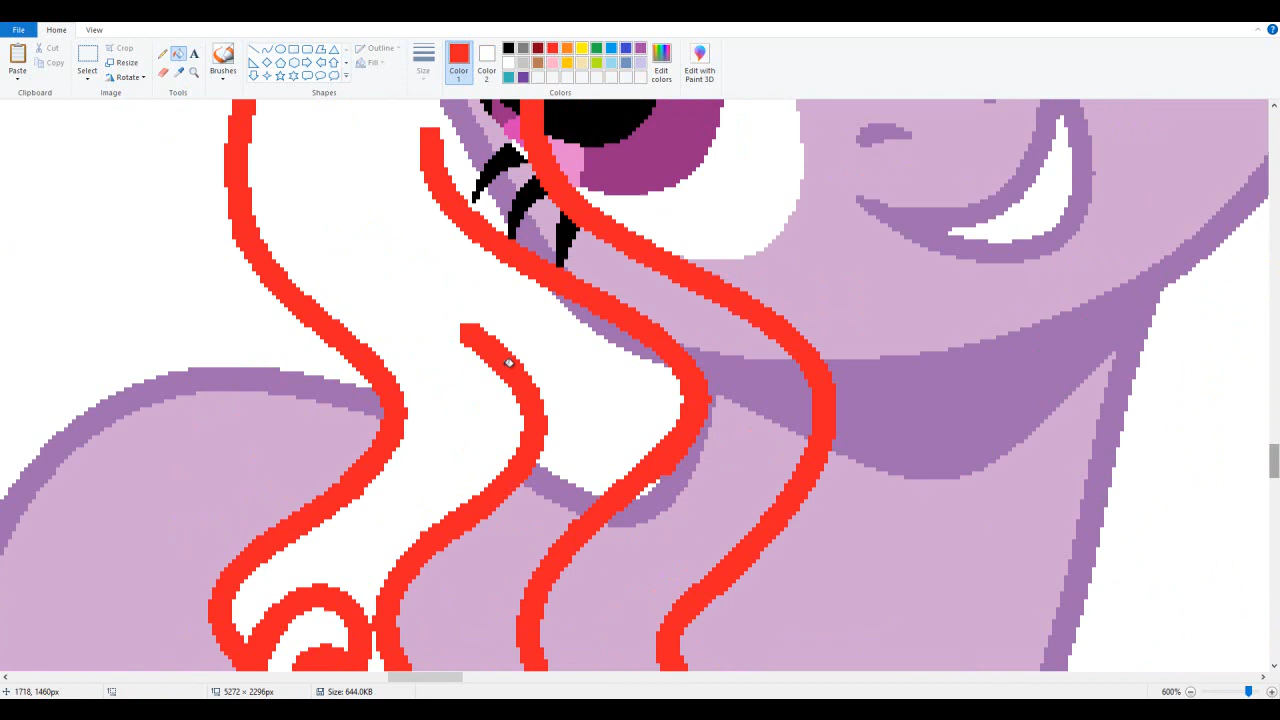 File Home View
Paste Cut Copy Select Crop Resize Rotate A Brushes Outline Fill Size Color 1 Color 2 Edit colors Edit with Paint 3D
Clipboard Image Tools Shapes Colors
1718, 1460px 5272 × 2296px Size: 644.0KB 600%